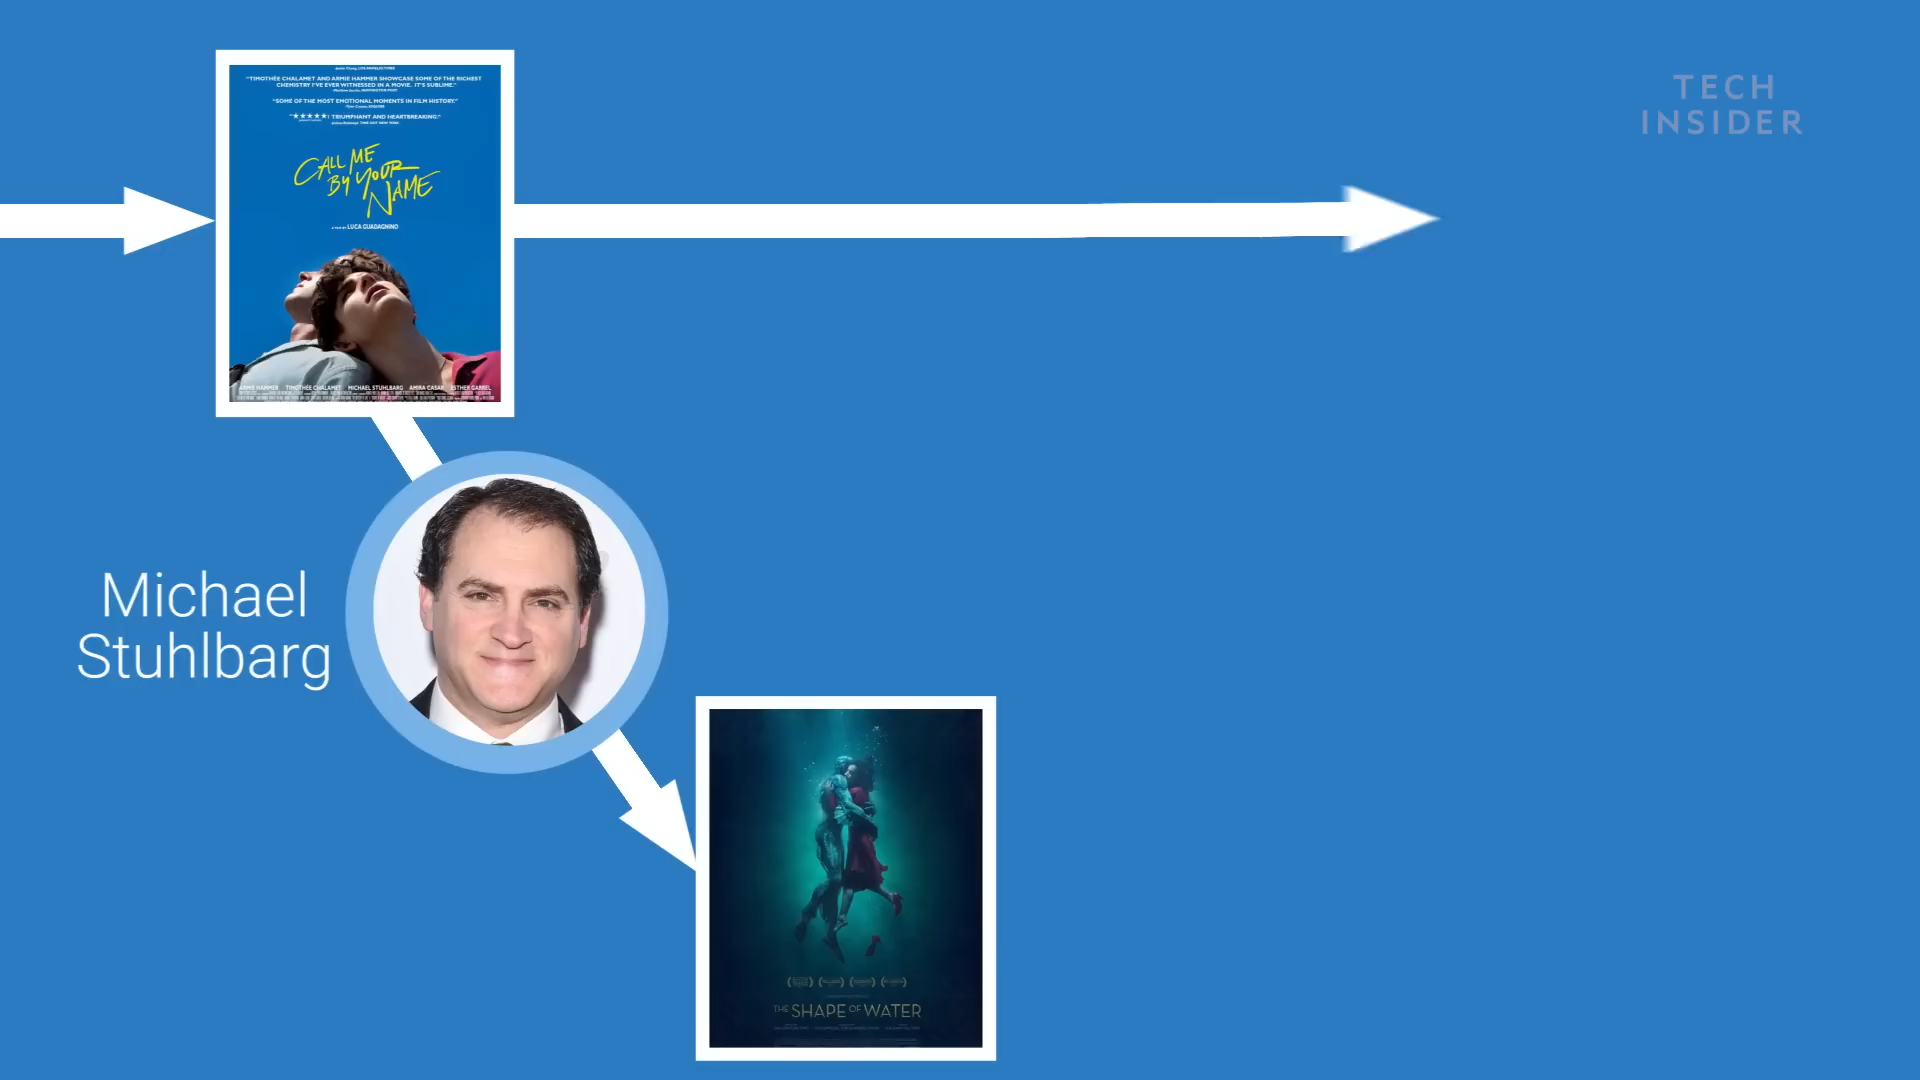 TECH
INSIDER
"TIMOTHÉE CHALAMET AND ARMIE HAMMER SHOWCASE SOME OF THE RICHEST
CHEMISTRY I'VE EVER WITNESSED IN A MOVIE. IT'S SUBLIME."
"SOME OF THE MOST EMOTIONAL MOMENTS IN FILM HISTORY."
"★★★★★! TRIUMPHANT AND HEARTBREAKING."
CALL ME
BY YOUR
NAME
A FILM BY LUCA GUADAGNINO
ARMIE HAMMER TIMOTHÉE CHALAMET MICHAEL STUHLBARG AMIRA CASAR ESTHER GARREL
Michael
Stuhlbarg
THE SHAPE OF WATER